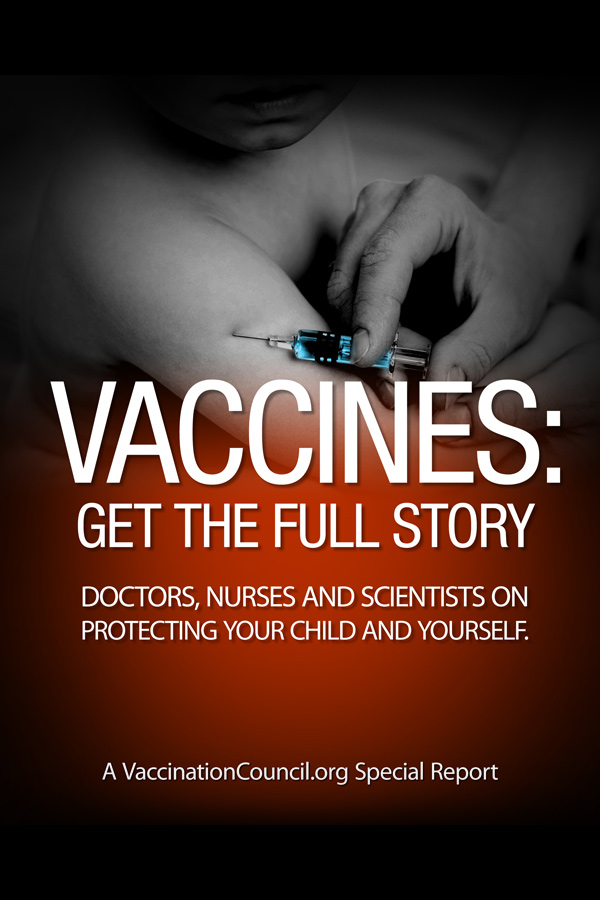 VACCINES:
GET THE FULL STORY
DOCTORS, NURSES AND SCIENTISTS ON
PROTECTING YOUR CHILD AND YOURSELF.
A VaccinationCouncil.org Special Report